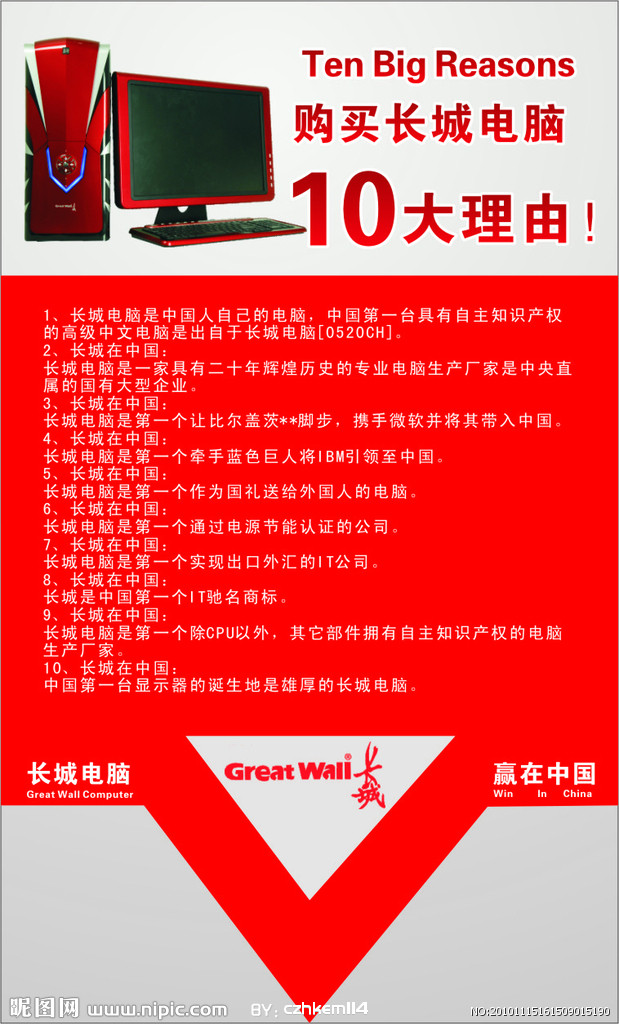 Ten Big Reasons
购买长城电脑
10大理由！
1、长城电脑是中国人自己的电脑，中国第一台具有自主知识产权
的高级中文电脑是出自于长城电脑[0520CH]。
2、长城在中国：
长城电脑是一家具有二十年辉煌历史的专业电脑生产厂家是中央直
属的国有大型企业。
3、长城在中国：
长城电脑是第一个让比尔盖茨**脚步，携手微软并将其带入中国。
4、长城在中国：
长城电脑是第一个牵手蓝色巨人将IBM引领至中国。
5、长城在中国：
长城电脑是第一个作为国礼送给外国人的电脑。
6、长城在中国：
长城电脑是第一个通过电源节能认证的公司。
7、长城在中国：
长城电脑是第一个实现出口外汇的IT公司。
8、长城在中国：
长城是中国第一个IT驰名商标。
9、长城在中国：
长城电脑是第一个除CPU以外，其它部件拥有自主知识产权的电脑
生产厂家。
10、长城在中国：
中国第一台显示器的诞生地是雄厚的长城电脑。
Great Wall® 长城
长城电脑
Great Wall Computer
赢在中国
Win In China
昵图网 www.nipic.com BY: czhkem114
NO:20101115161509015190